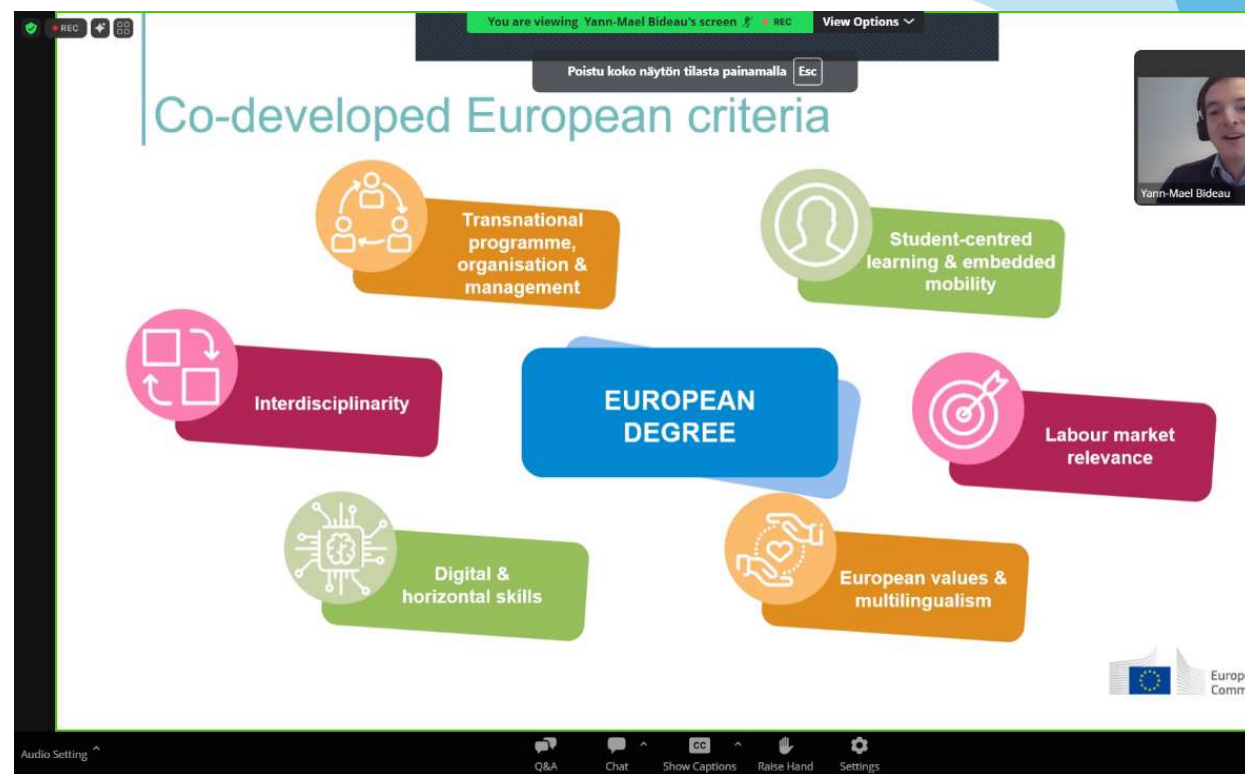 REC
You are viewing Yann-Mael Bideau's screen
REC
View Options
Poistu koko näytön tilasta painamalla Esc
Co-developed European criteria
Yann-Mael Bideau
Transnational
programme,
organisation &
management
Student-centred
learning & embedded
mobility
Interdisciplinarity
EUROPEAN
DEGREE
Labour market
relevance
Digital &
horizontal skills
European values &
multilingualism
Europ
Comm
Audio Setting
Q&A
Chat
CC
Show Captions
Raise Hand
Settings